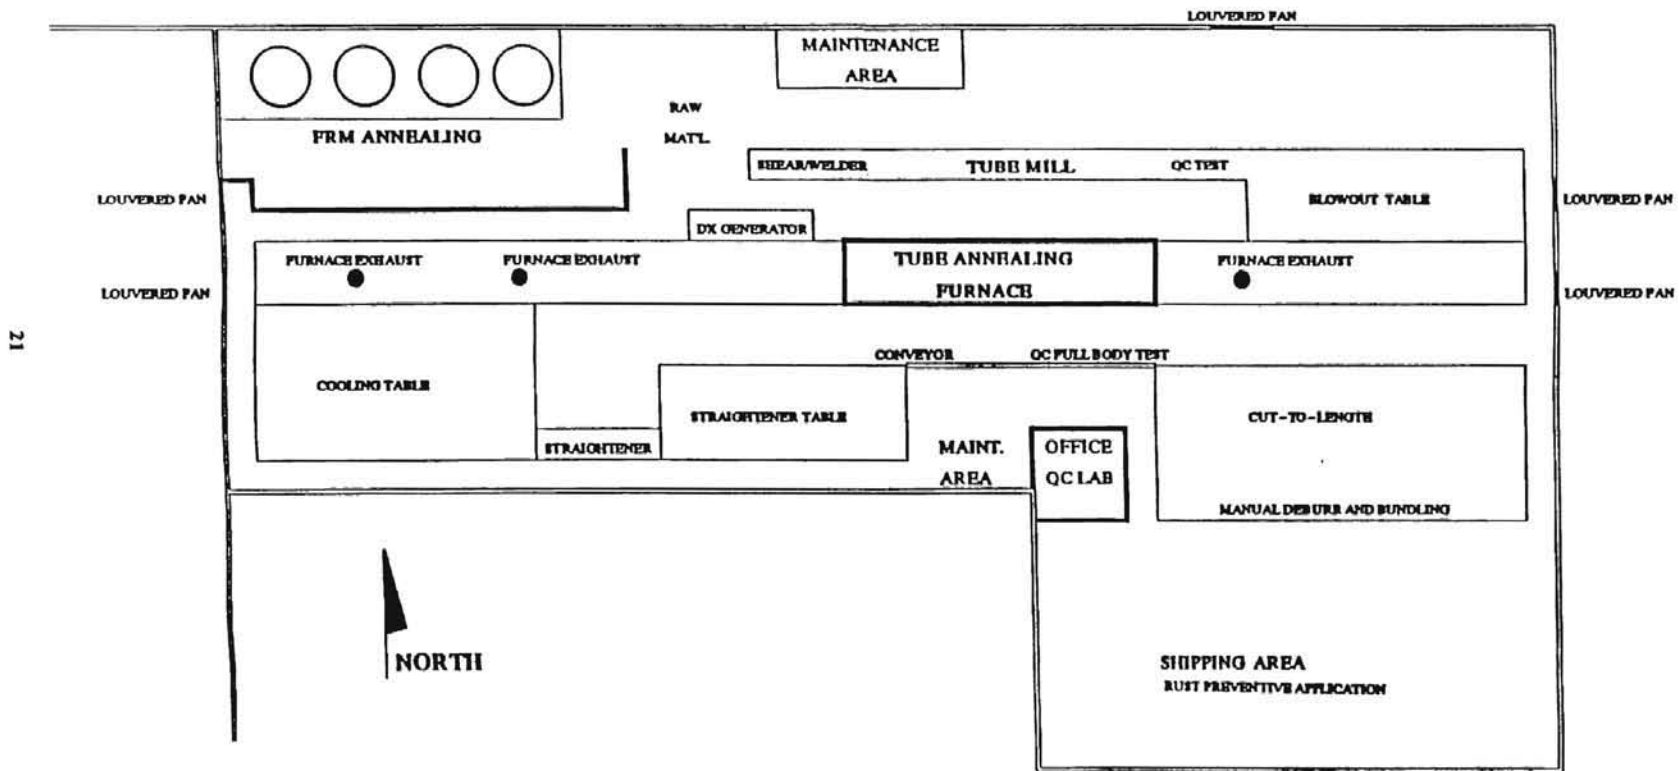 LOUVERED FAN
MAINTENANCE
AREA
RAW
MAT'L.
FRM ANNEALING
SHEAR/WELDER
TUBE MILL
QC TEST
LOUVERED FAN
BLOWOUT TABLE
LOUVERED FAN
DX GENERATOR
FURNACE EXHAUST
FURNACE EXHAUST
TUBE ANNEALING
FURNACE
FURNACE EXHAUST
LOUVERED FAN
LOUVERED FAN
21
CONVEYOR
QC FULL BODY TEST
COOLING TABLE
STRAIGHTENER TABLE
CUT-TO-LENGTH
STRAIGHTENER
MAINT.
AREA
OFFICE
QC LAB
MANUAL DEBURR AND BUNDLING
NORTH
SHIPPING AREA
RUST PREVENTIVE APPLICATION